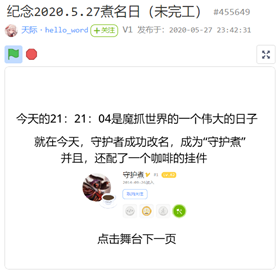 纪念2020.5.27煮名日（未完工） #455649
天际·hello_word +关注 V1 发布于：2020-05-27 23:42:31
今天的21：21：04是魔抓世界的一个伟大的日子
就在今天，守护者成功改名，成为“守护煮”
并且，还配了一个咖啡的挂件
守护煮
点击舞台下一页